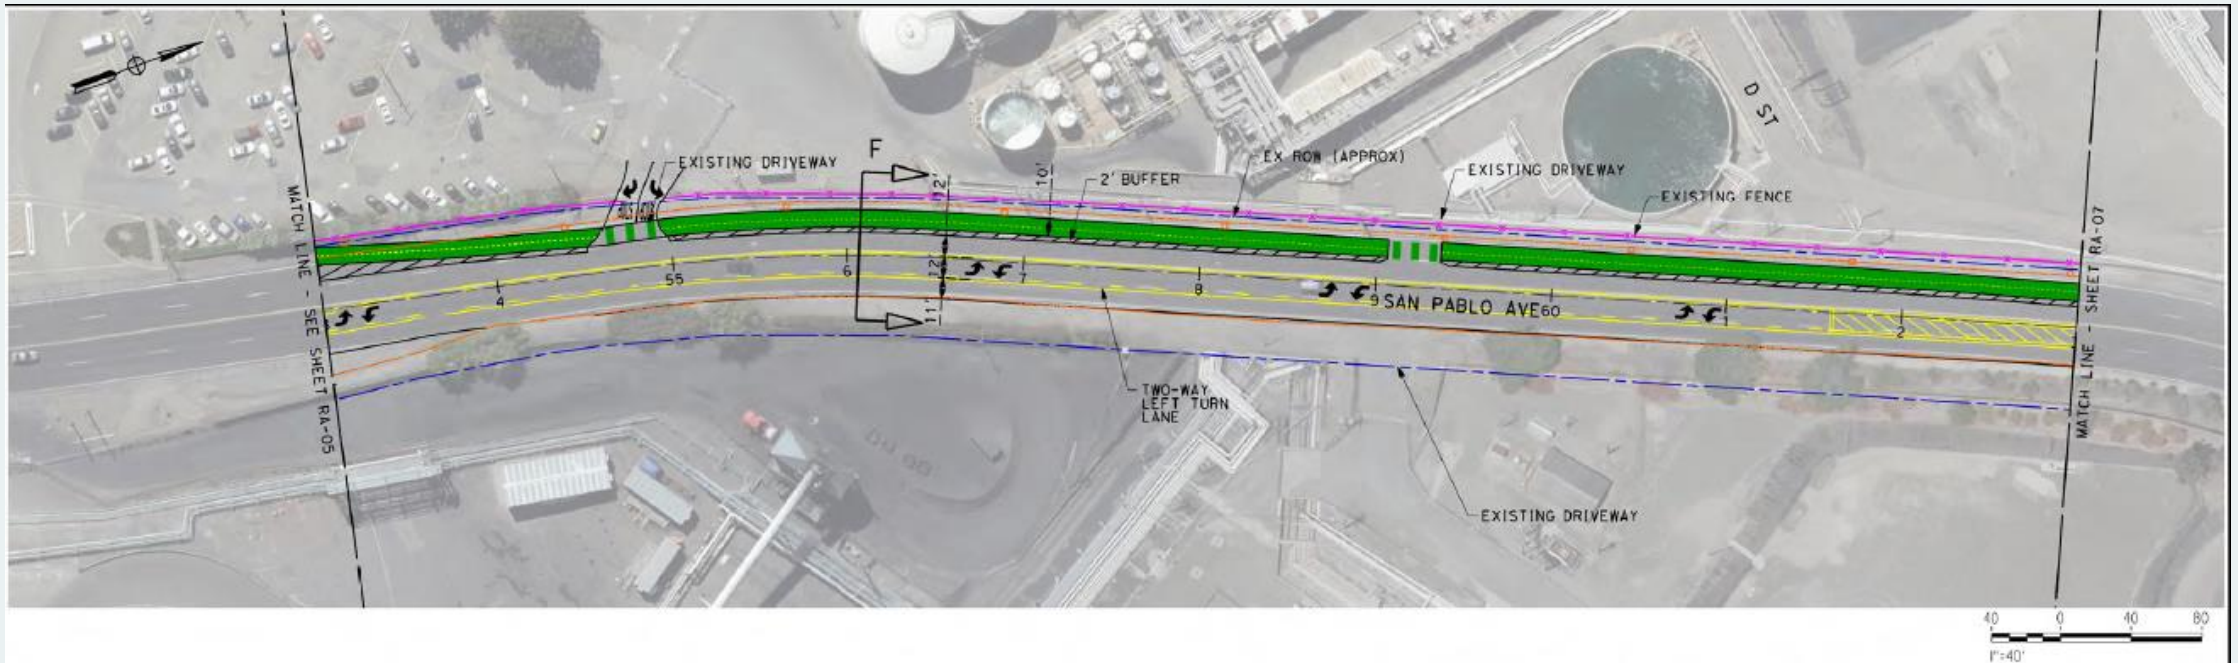 MATCH LINE - SEE SHEET RA-05
EXISTING DRIVEWAY
F
12'
10'
2' BUFFER
EX ROW (APPROX)
EXISTING DRIVEWAY
EXISTING FENCE
D ST
MATCH LINE - S- SHEET RA-07
4
55
6
12'
7
8
9
SAN PABLO AVE
60
2
11'
TWO-WAY
LEFT TURN
LANE
EXISTING DRIVEWAY
40 0 40 80
1"=40'